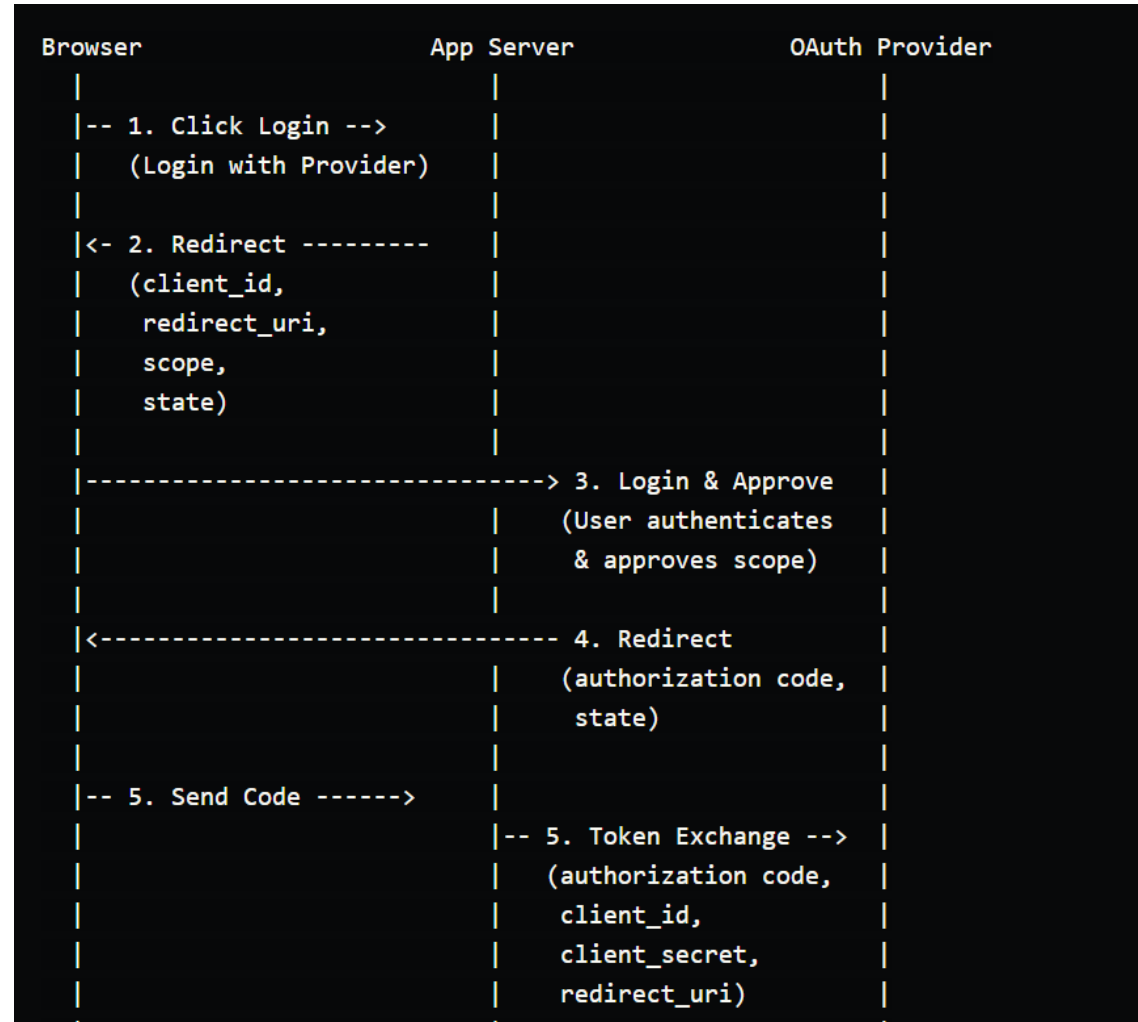 Browser                    App Server               OAuth Provider
  |                            |                          |
  |-- 1. Click Login -->       |                          |
  |   (Login with Provider)    |                          |
  |                            |                          |
  |<- 2. Redirect ---------    |                          |
  |   (client_id,              |                          |
  |    redirect_uri,           |                          |
  |    scope,                  |                          |
  |    state)                  |                          |
  |                            |                          |
  |--------------------------------> 3. Login & Approve   |
  |                            |    (User authenticates   |
  |                            |     & approves scope)    |
  |                            |                          |
  |<-------------------------------- 4. Redirect          |
  |                            |    (authorization code,  |
  |                            |     state)               |
  |                            |                          |
  |-- 5. Send Code ------>     |                          |
  |                            |-- 5. Token Exchange -->  |
  |                            |   (authorization code,   |
  |                            |    client_id,            |
  |                            |    client_secret,        |
  |                            |    redirect_uri)         |